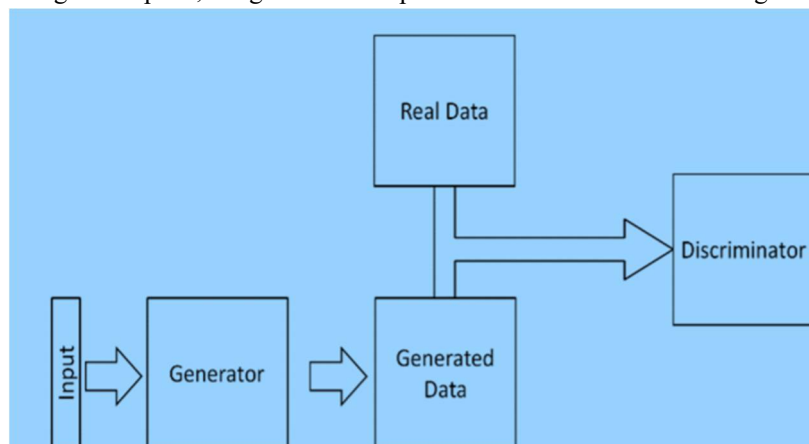 Real Data
Discriminator
Input
Generator
Generated
Data